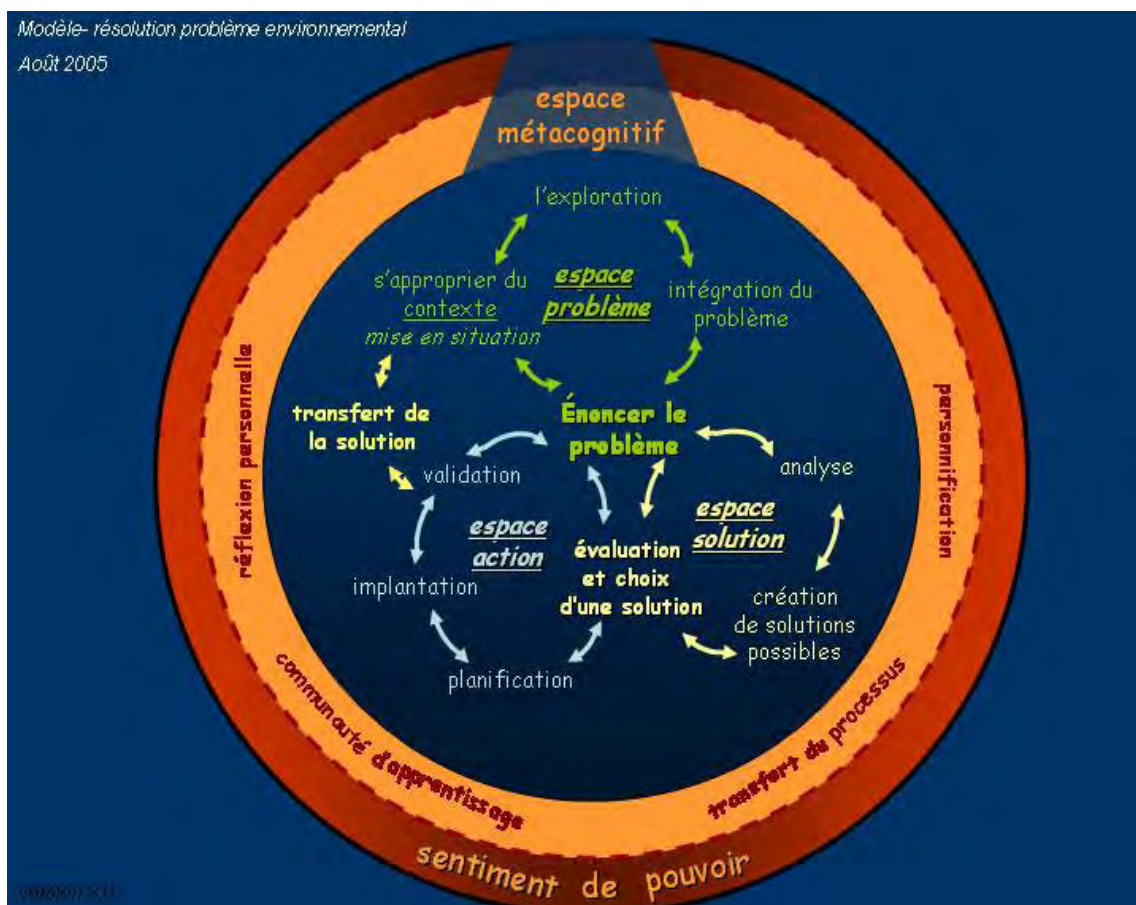 Modèle- résolution problème environnemental
Août 2005
espace
métacognitif
l'exploration
s'approprier du
contexte
mise en situation
espace
problème
intégration du
problème
transfert de
la solution
Énoncer le
problème
validation
analyse
espace
action
espace
solution
évaluation
et choix
d'une solution
implantation
création
de solutions
possibles
planification
réflexion personnelle
personnification
communauté d'apprentissage
transfert du processus
sentiment de pouvoir